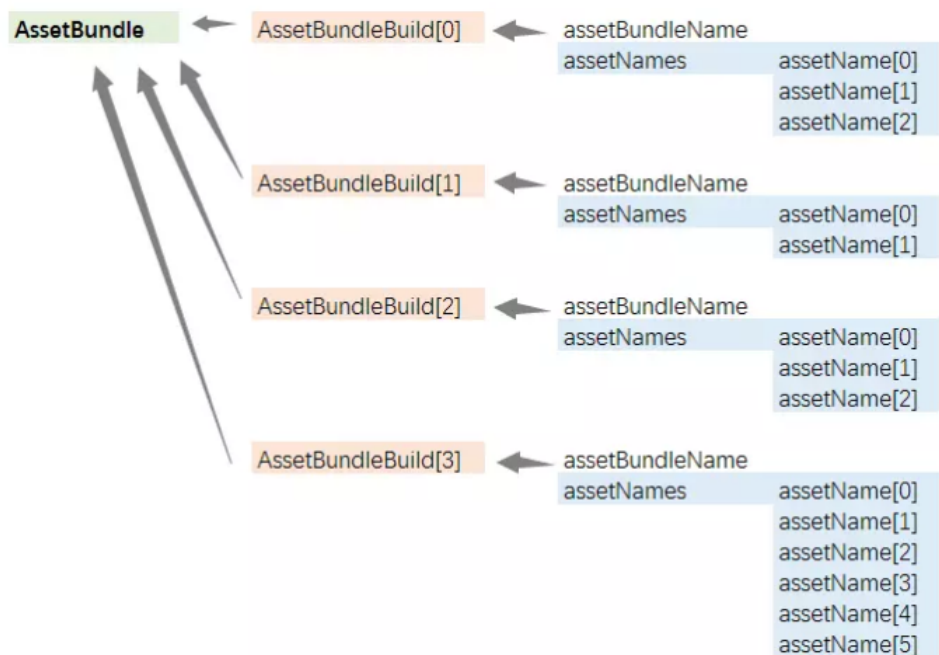 AssetBundle AssetBundleBuild[0] assetBundleName
assetNames assetName[0]
assetName[1]
assetName[2]
AssetBundleBuild[1] assetBundleName
assetNames assetName[0]
assetName[1]
AssetBundleBuild[2] assetBundleName
assetNames assetName[0]
assetName[1]
assetName[2]
AssetBundleBuild[3] assetBundleName
assetNames assetName[0]
assetName[1]
assetName[2]
assetName[3]
assetName[4]
assetName[5]